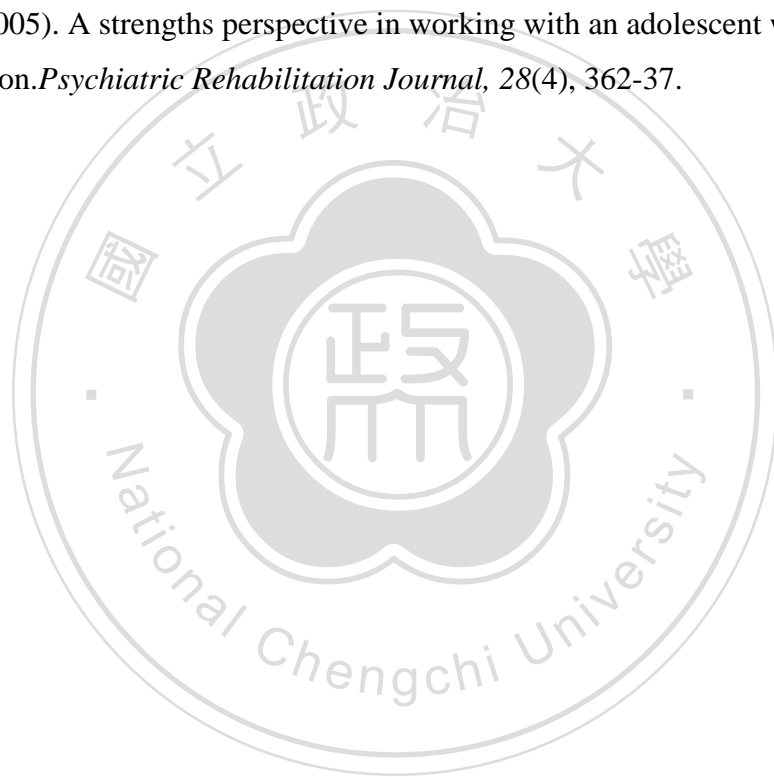 005). A strengths perspective in working with an adolescent
on.Psychiatric Rehabilitation Journal, 28(4), 362-37.
國立政治大學
National Chengchi University